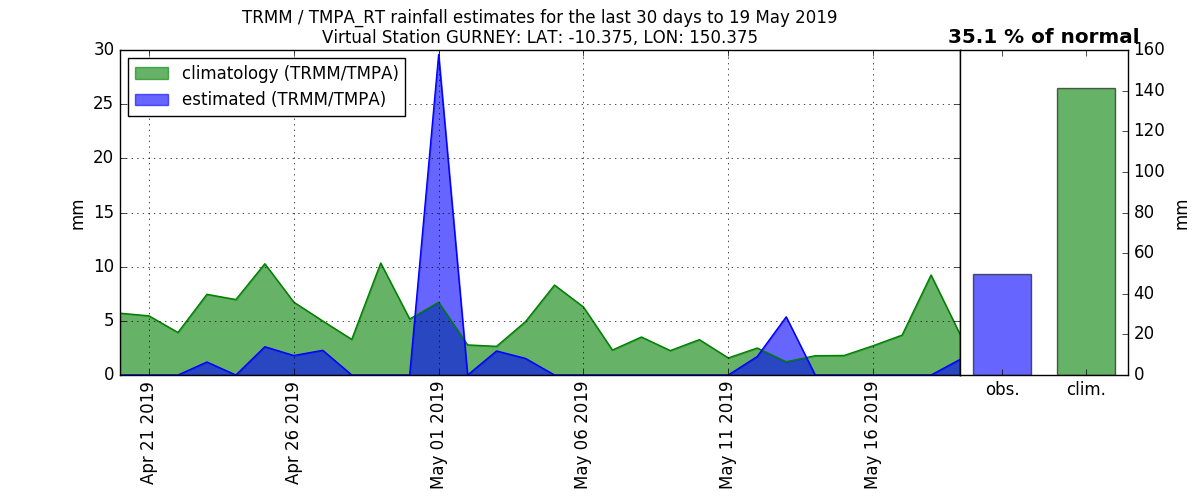 TRMM / TMPA_RT rainfall estimates for the last 30 days to 19 May 2019
Virtual Station GURNEY: LAT: -10.375, LON: 150.375
35.1 % of normal
climatology (TRMM/TMPA)
estimated (TRMM/TMPA)
30
25
20
15
10
5
0
mm
Apr 21 2019
Apr 26 2019
May 01 2019
May 06 2019
May 11 2019
May 16 2019
160
140
120
100
80
60
40
20
0
mm
obs.
clim.